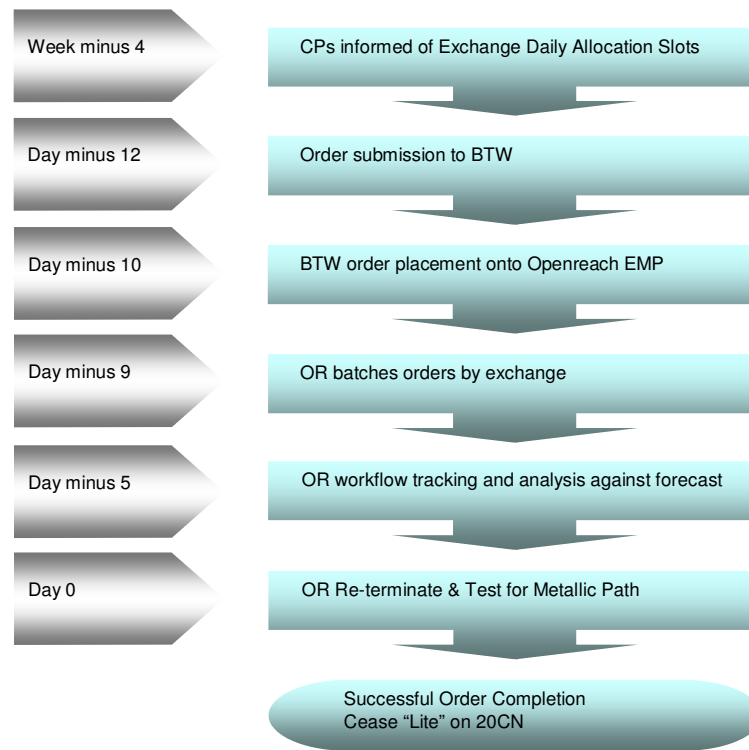 Week minus 4
CPs informed of Exchange Daily Allocation Slots
Day minus 12
Order submission to BTW
Day minus 10
BTW order placement onto Openreach EMP
Day minus 9
OR batches orders by exchange
Day minus 5
OR workflow tracking and analysis against forecast
Day 0
OR Re-terminate & Test for Metallic Path
Successful Order Completion
Cease “Lite” on 20CN